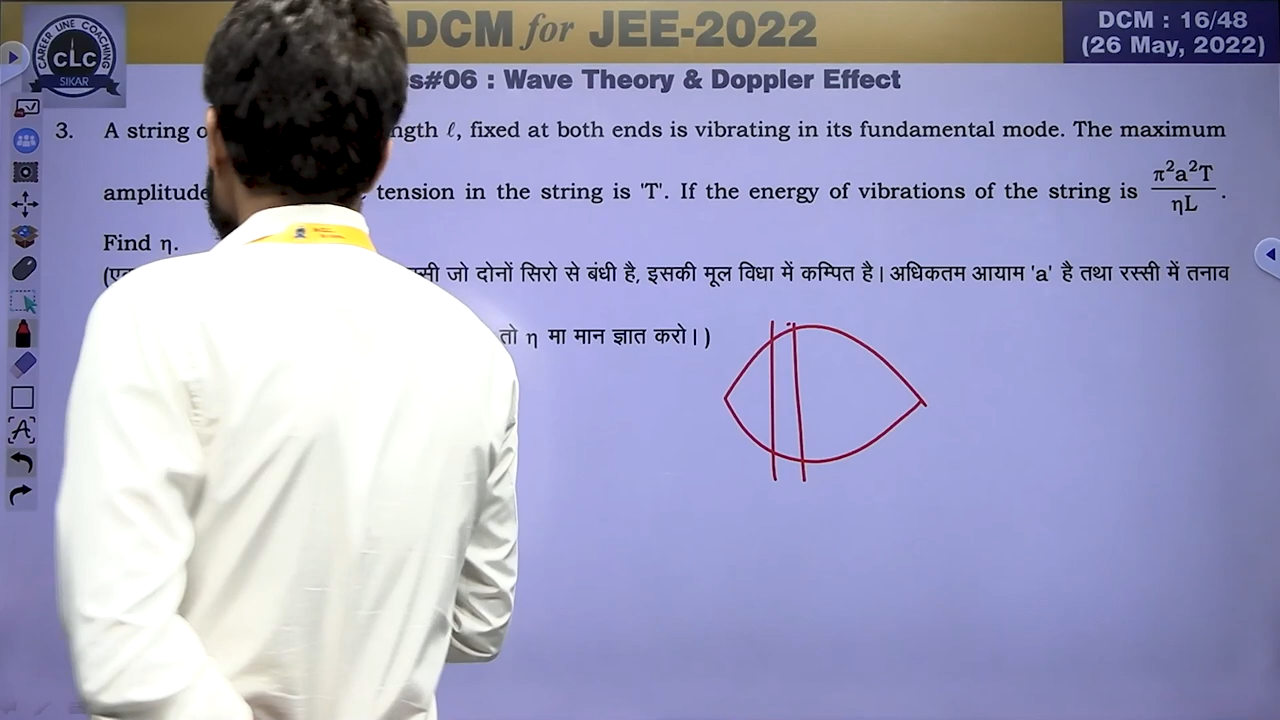 DCM for JEE-2022
DCM : 16/48
(26 May, 2022)
CAREER LINE COACHING
CLC
SIKAR
#06 : Wave Theory & Doppler Effect
3. A string ℓ, fixed at both ends is vibrating in its fundamental mode. The maximum
amplitude tension in the string is 'T'. If the energy of vibrations of the string is π²a²T/ηL.
Find η.
जो दोनों सिरो से बंधी है, इसकी मूल विधा में कम्पित है। अधिकतम आयाम 'a' है तथा रस्सी में तनाव
तो η मा मान ज्ञात करो।)